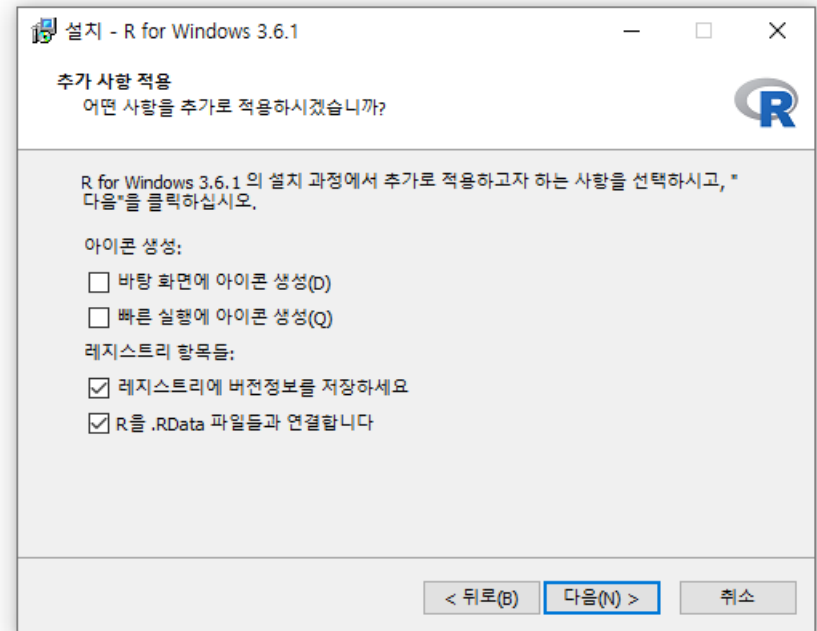 설치 - R for Windows 3.6.1
추가 사항 적용
어떤 사항을 추가로 적용하시겠습니까?
R
R for Windows 3.6.1 의 설치 과정에서 추가로 적용하고자 하는 사항을 선택하시고, "
다음"을 클릭하십시오.
아이콘 생성:
바탕 화면에 아이콘 생성(D)
빠른 실행에 아이콘 생성(Q)
레지스트리 항목들:
레지스트리에 버전정보를 저장하세요
R을 .RData 파일들과 연결합니다
< 뒤로(B) 다음(N) > 취소